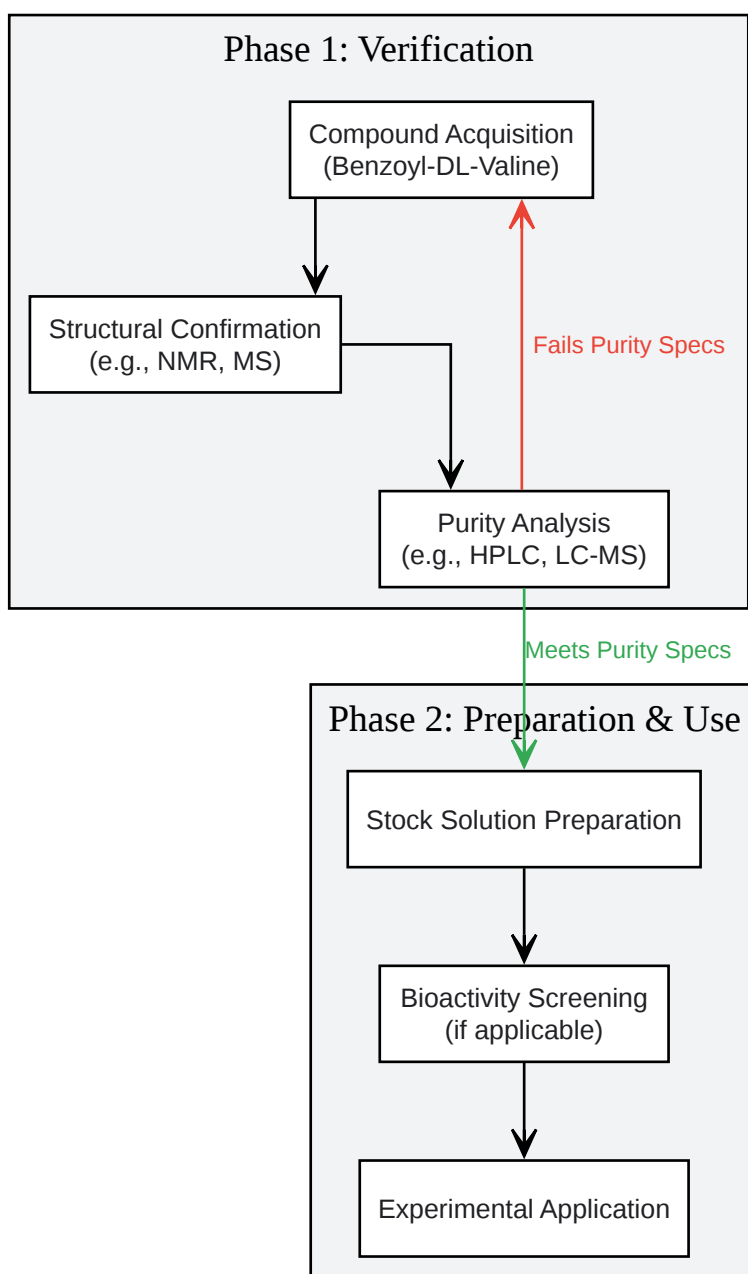 Phase 1: Verification
Compound Acquisition
(Benzoyl-DL-Valine)
Structural Confirmation
(e.g., NMR, MS)
Fails Purity Specs
Purity Analysis
(e.g., HPLC, LC-MS)
Meets Purity Specs
Phase 2: Preparation & Use
Stock Solution Preparation
Bioactivity Screening
(if applicable)
Experimental Application